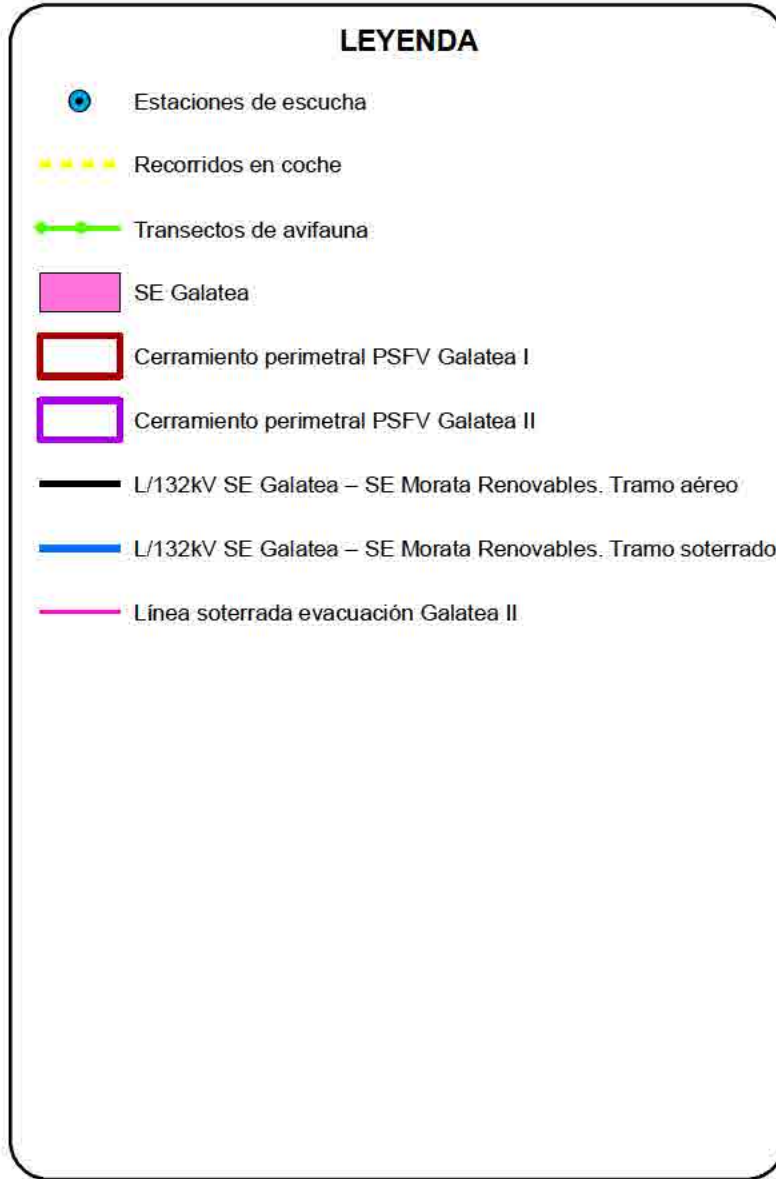 LEYENDA
Estaciones de escucha
Recorridos en coche
Transectos de avifauna
SE Galatea
Cerramiento perimetral PSFV Galatea I
Cerramiento perimetral PSFV Galatea II
L/132kV SE Galatea – SE Morata Renovables. Tramo aéreo
L/132kV SE Galatea – SE Morata Renovables. Tramo soterrado
Línea soterrada evacuación Galatea II